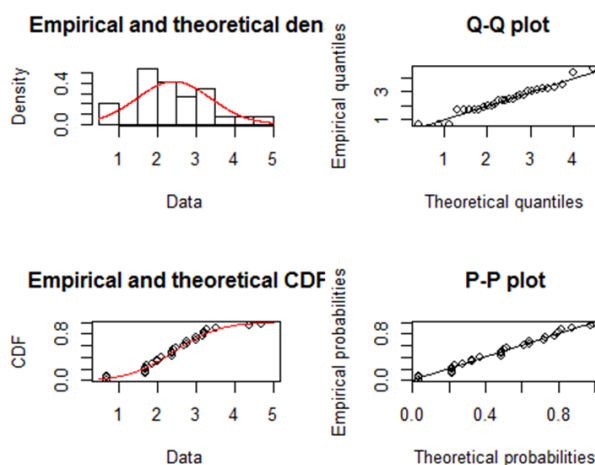 Empirical and theoretical den
Density
0.0 0.4
1 2 3 4 5
Data
Q-Q plot
Empirical quantiles
1 3
1 2 3 4
Theoretical quantiles
Empirical and theoretical CDF
CDF
0.0 0.8
1 2 3 4 5
Data
P-P plot
Empirical probabilities
0.0 0.8
0.0 0.4 0.8
Theoretical probabilities